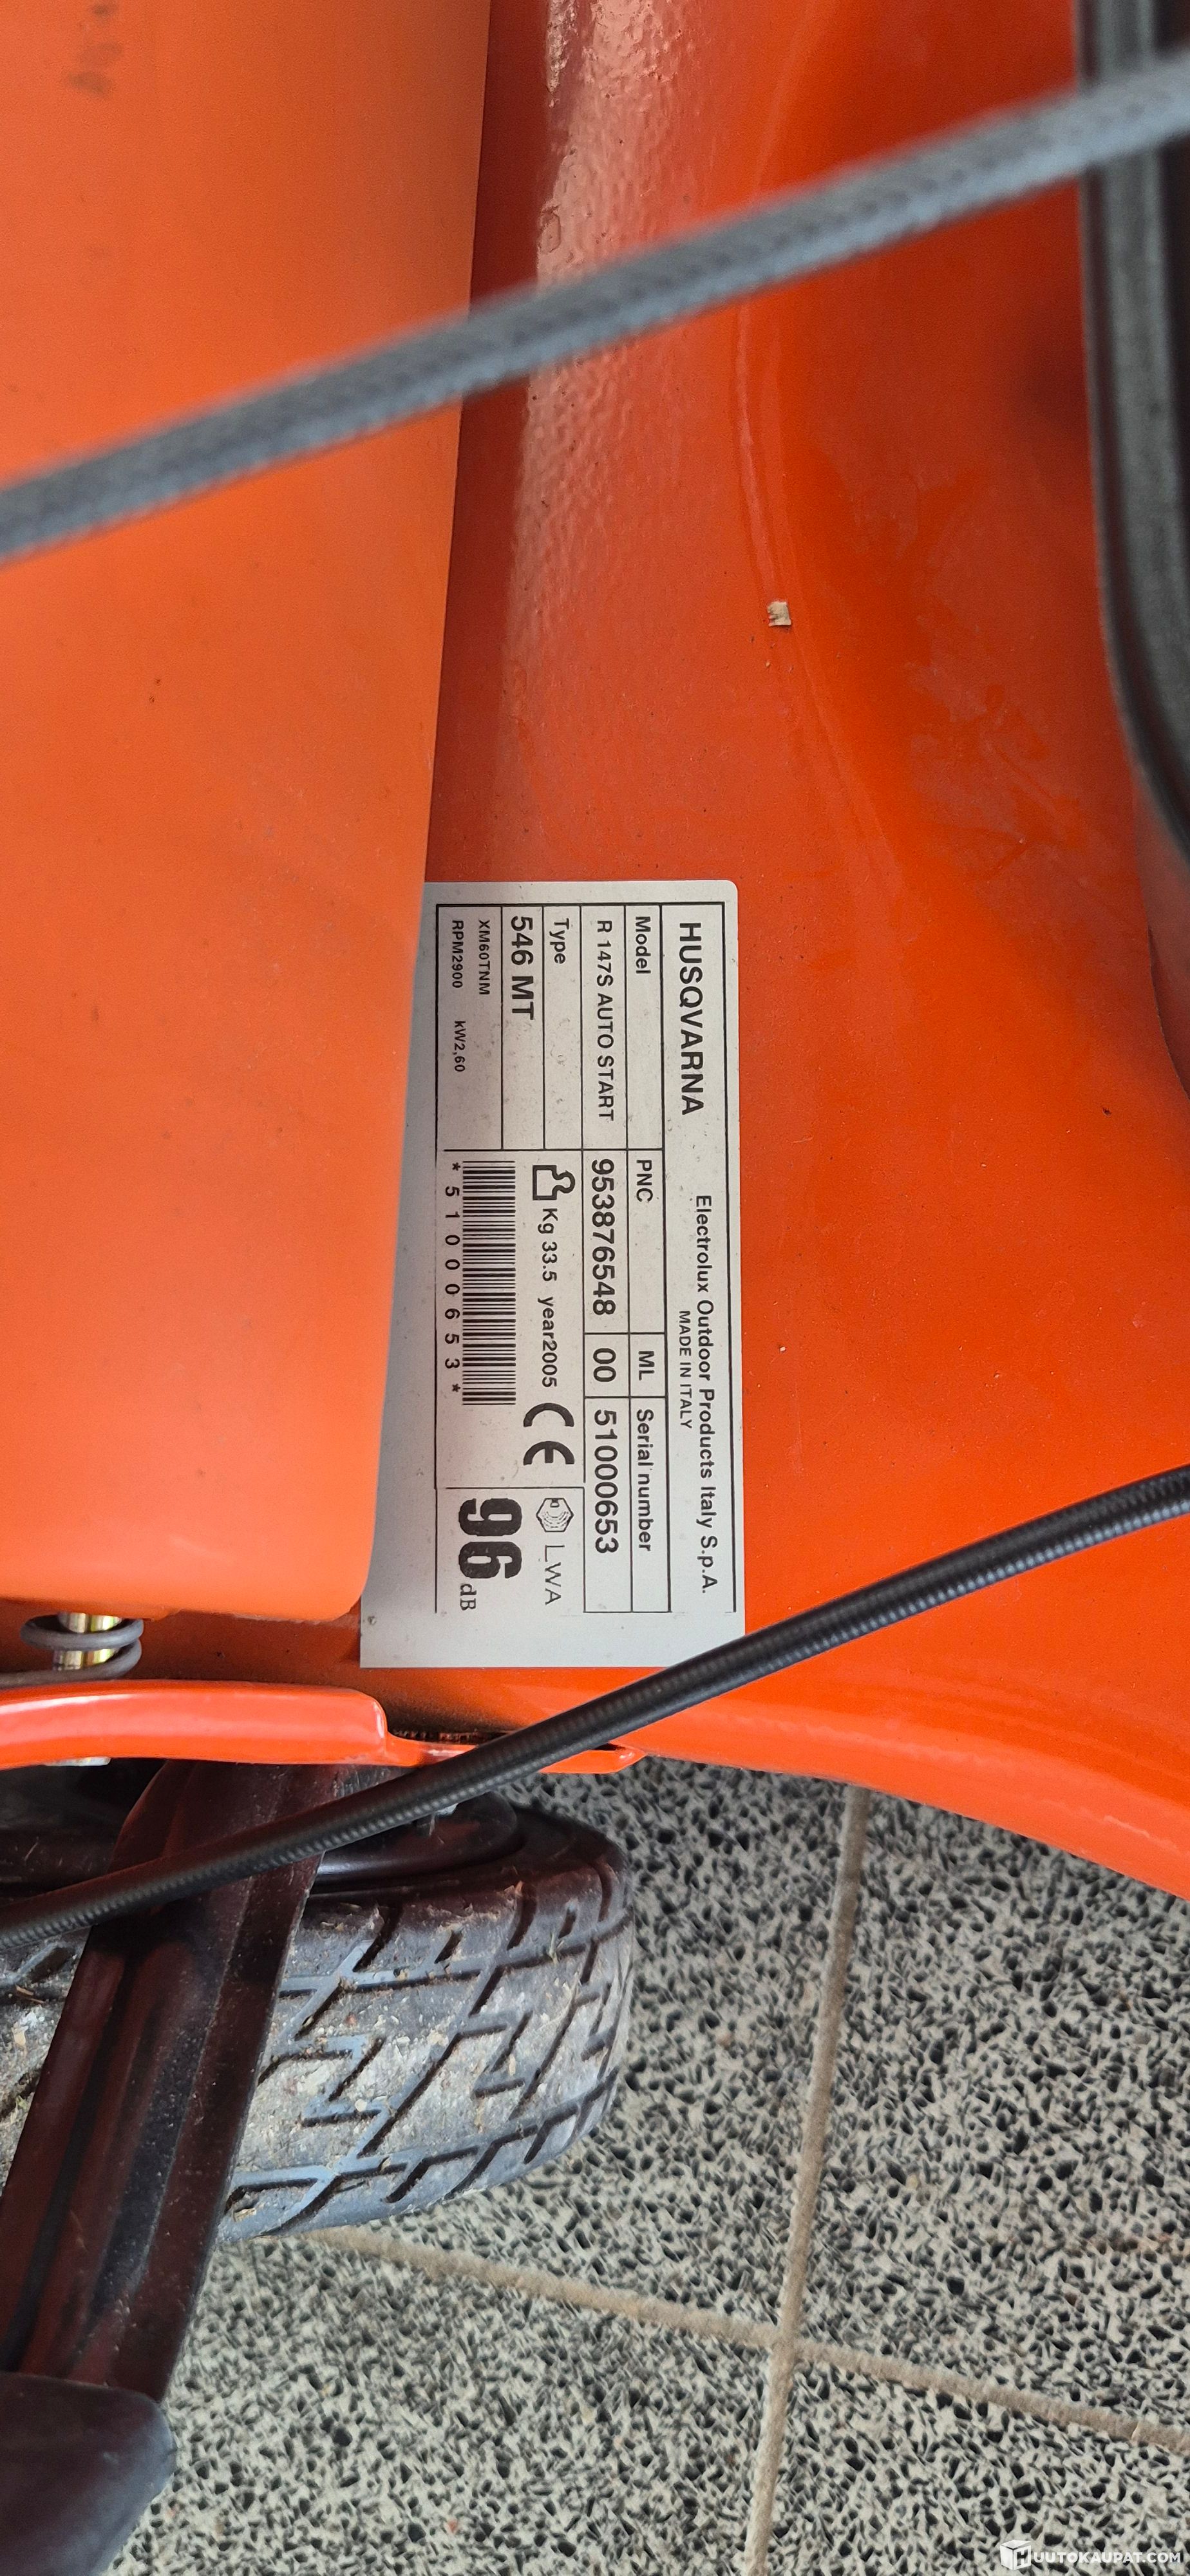 HUSQVARNA
Electrolux Outdoor Products Italy S.p.A.
MADE IN ITALY
Model
PNC
ML
Serial number
R 147S AUTO START
953876548
00
51000653
Type
546 MT
XM60TNM
RPM2900 kW2,60
Kg 33.5 year2005
CE
*51000653*
LWA
96 dB
HUUTOKAUPAT.COM